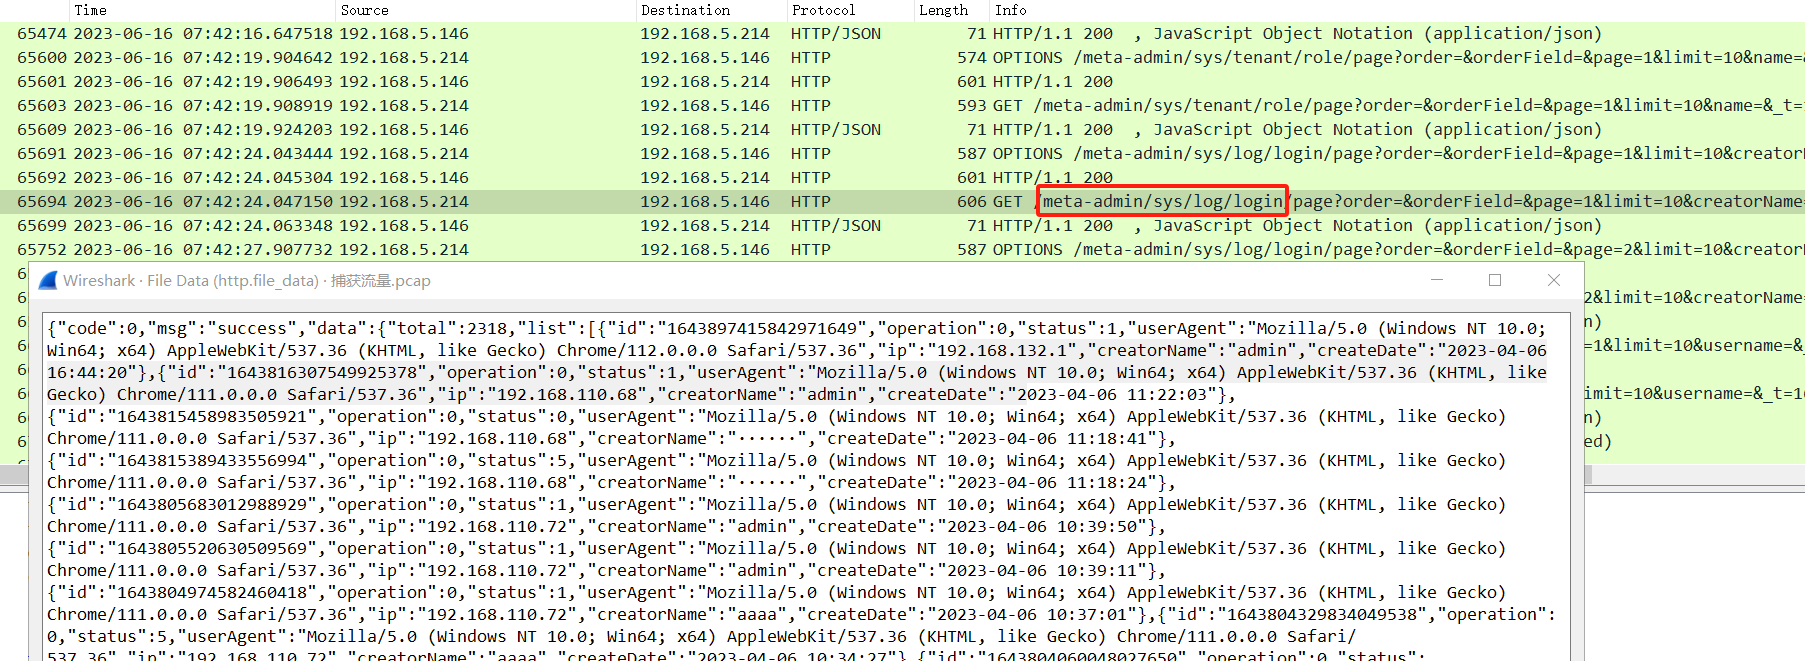 Time Source Destination Protocol Length Info
65474 2023-06-16 07:42:16.647518 192.168.5.146 192.168.5.214 HTTP/JSON 71 HTTP/1.1 200 , JavaScript Object Notation (application/json)
65600 2023-06-16 07:42:19.904642 192.168.5.214 192.168.5.146 HTTP 574 OPTIONS /meta-admin/sys/tenant/role/page?order=&orderField=&page=1&limit=10&name=&
65601 2023-06-16 07:42:19.906493 192.168.5.146 192.168.5.214 HTTP 601 HTTP/1.1 200
65603 2023-06-16 07:42:19.908919 192.168.5.214 192.168.5.146 HTTP 593 GET /meta-admin/sys/tenant/role/page?order=&orderField=&page=1&limit=10&name=&_t=
65609 2023-06-16 07:42:19.924203 192.168.5.146 192.168.5.214 HTTP/JSON 71 HTTP/1.1 200 , JavaScript Object Notation (application/json)
65691 2023-06-16 07:42:24.043444 192.168.5.214 192.168.5.146 HTTP 587 OPTIONS /meta-admin/sys/log/login/page?order=&orderField=&page=1&limit=10&creator
65692 2023-06-16 07:42:24.045304 192.168.5.146 192.168.5.214 HTTP 601 HTTP/1.1 200
65694 2023-06-16 07:42:24.047150 192.168.5.214 192.168.5.146 HTTP 606 GET /meta-admin/sys/log/login/page?order=&orderField=&page=1&limit=10&creatorName=
65699 2023-06-16 07:42:24.063348 192.168.5.146 192.168.5.214 HTTP/JSON 71 HTTP/1.1 200 , JavaScript Object Notation (application/json)
65752 2023-06-16 07:42:27.907732 192.168.5.214 192.168.5.146 HTTP 587 OPTIONS /meta-admin/sys/log/login/page?order=&orderField=&page=2&limit=10&creator
Wireshark · File Data (http.file_data) · 捕获流量.pcap
2&limit=10&creatorName=
=1&limit=10&username=&_
imit=10&username=&_t=
{"code":0,"msg":"success","data":{"total":2318,"list":[{"id":"1643897415842971649","operation":0,"status":1,"userAgent":"Mozilla/5.0 (Windows NT 10.0;
Win64; x64) AppleWebKit/537.36 (KHTML, like Gecko) Chrome/112.0.0.0 Safari/537.36","ip":"192.168.132.1","creatorName":"admin","createDate":"2023-04-06
16:44:20"},{"id":"1643816307549925378","operation":0,"status":1,"userAgent":"Mozilla/5.0 (Windows NT 10.0; Win64; x64) AppleWebKit/537.36 (KHTML, like
Gecko) Chrome/111.0.0.0 Safari/537.36","ip":"192.168.110.68","creatorName":"admin","createDate":"2023-04-06 11:22:03"},
{"id":"1643815458983505921","operation":0,"status":0,"userAgent":"Mozilla/5.0 (Windows NT 10.0; Win64; x64) AppleWebKit/537.36 (KHTML, like Gecko)
Chrome/111.0.0.0 Safari/537.36","ip":"192.168.110.68","creatorName":"······","createDate":"2023-04-06 11:18:41"},
{"id":"1643815389433556994","operation":0,"status":5,"userAgent":"Mozilla/5.0 (Windows NT 10.0; Win64; x64) AppleWebKit/537.36 (KHTML, like Gecko)
Chrome/111.0.0.0 Safari/537.36","ip":"192.168.110.68","creatorName":"······","createDate":"2023-04-06 11:18:24"},
{"id":"1643805683012988929","operation":0,"status":1,"userAgent":"Mozilla/5.0 (Windows NT 10.0; Win64; x64) AppleWebKit/537.36 (KHTML, like Gecko)
Chrome/111.0.0.0 Safari/537.36","ip":"192.168.110.72","creatorName":"admin","createDate":"2023-04-06 10:39:50"},
{"id":"1643805520630509569","operation":0,"status":1,"userAgent":"Mozilla/5.0 (Windows NT 10.0; Win64; x64) AppleWebKit/537.36 (KHTML, like Gecko)
Chrome/111.0.0.0 Safari/537.36","ip":"192.168.110.72","creatorName":"admin","createDate":"2023-04-06 10:39:11"},
{"id":"1643804974582460418","operation":0,"status":1,"userAgent":"Mozilla/5.0 (Windows NT 10.0; Win64; x64) AppleWebKit/537.36 (KHTML, like Gecko)
Chrome/111.0.0.0 Safari/537.36","ip":"192.168.110.72","creatorName":"aaaa","createDate":"2023-04-06 10:37:01"},{"id":"1643804329834049538","operation":
0,"status":5,"userAgent":"Mozilla/5.0 (Windows NT 10.0; Win64; x64) AppleWebKit/537.36 (KHTML, like Gecko) Chrome/111.0.0.0 Safari/
537.36","ip":"192.168.110.72","creatorName":"aaaa","createDate":"2023-04-06 10:34:27"},{"id":"1643804060048027650","operation":0,"status":